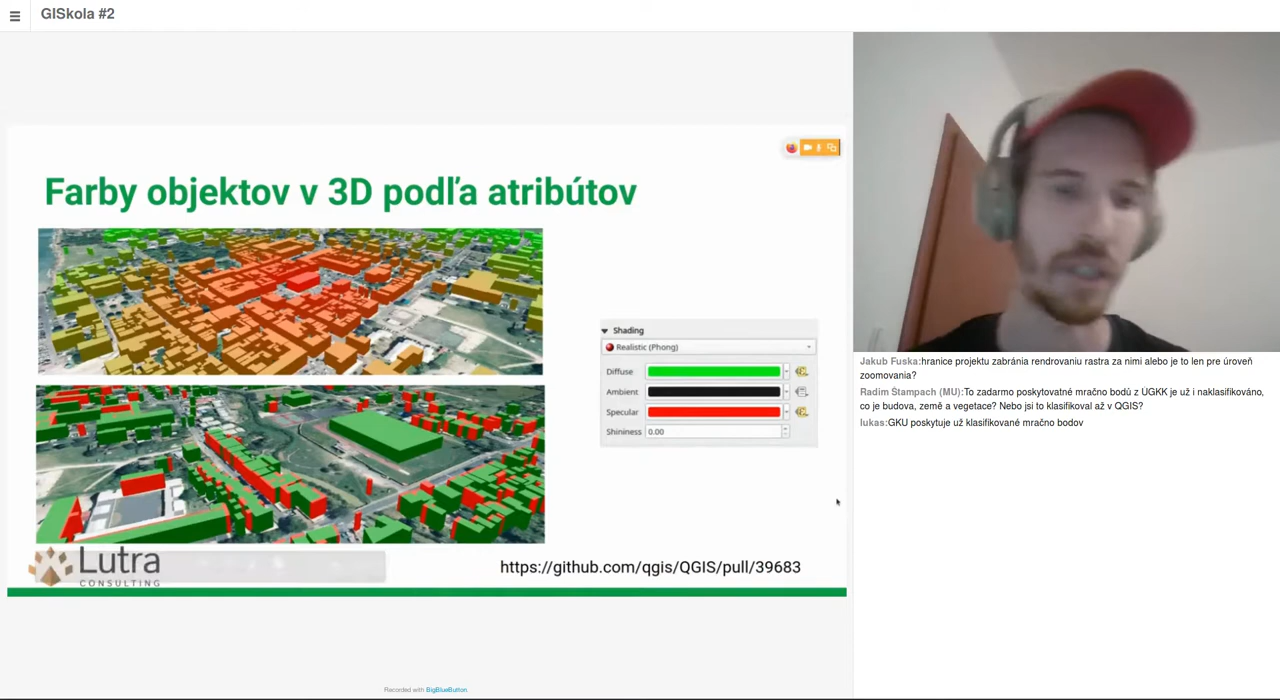 GISkola #2
Farby objektov v 3D podľa atribútov
Shading
Realistic (Phong)
Diffuse
Ambient
Specular
Shininess 0.00
Lutra
CONSULTING
https://github.com/qgis/QGIS/pull/39683
Recorded with BigBlueButton.
Jakub Fuska:hranice projektu zabránia rendrovaniu rastra za nimi alebo je to len pre úroveň
zoomovania?
Radim Štampach (MU):To zadarmo poskytovatné mračno bodů z ÚGKK je už i naklasifikováno,
co je budova, země a vegetace? Nebo jsi to klasifikoval až v QGIS?
lukas:GKU poskytuje už klasifikované mračno bodov